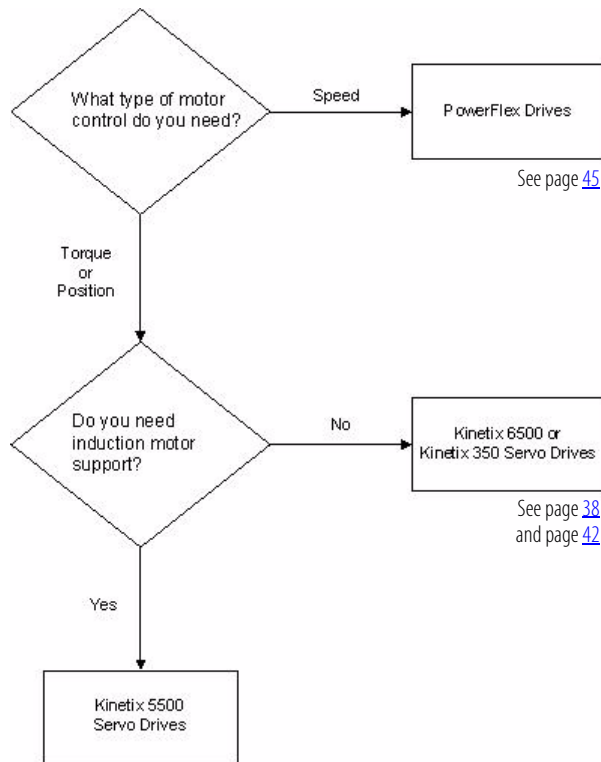 What type of motor
control do you need?
Speed
PowerFlex Drives
See page 45
Torque
or
Position
Do you need
induction motor
support?
No
Kinetix 6500 or
Kinetix 350 Servo Drives
See page 38
and page 42
Yes
Kinetix 5500
Servo Drives